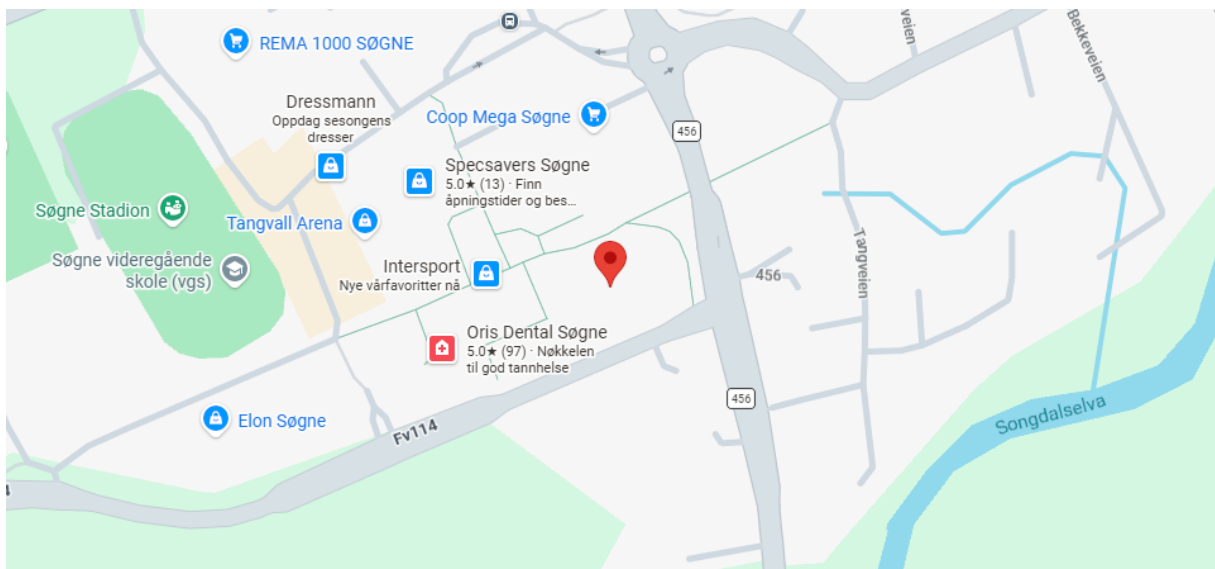 REMA 1000 SØGNE
Dressmann
Oppdag sesongens
dresser
Coop Mega Søgne
Specsavers Søgne
5.0★ (13) · Finn
åpningstider og bes...
Søgne Stadion
Tangvall Arena
Søgne videregående
skole (vgs)
Intersport
Nye vårfavoritter nå
Oris Dental Søgne
5.0★ (97) · Nøkkelen
til god tannhelse
Elon Søgne
Fv114
456
456
456
Tangveien
Bekkeveien
Songdalselva